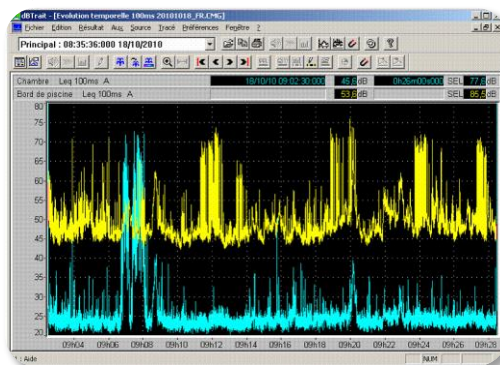 dBTrait - [Evolution temporelle 100ms 20101018_FR.CMG]
Fichier Edition Résultat Aus Source Tracé Préférences Fenêtre ?
Principal : 08:35:36:000 18/10/2010
Chambre Leq 100ms A 18/10/10 09:02:30:000 45,6 dB 0h26m00s000 SEL 77,6 dB
Bord de piscine Leq 100ms A 53,6 dB SEL 85,5 dB
80
75
70
65
60
55
50
45
40
35
30
25
20
09h04 09h06 09h08 09h10 09h12 09h14 09h16 09h18 09h20 09h22 09h24 09h26 09h28
: Aide NUM